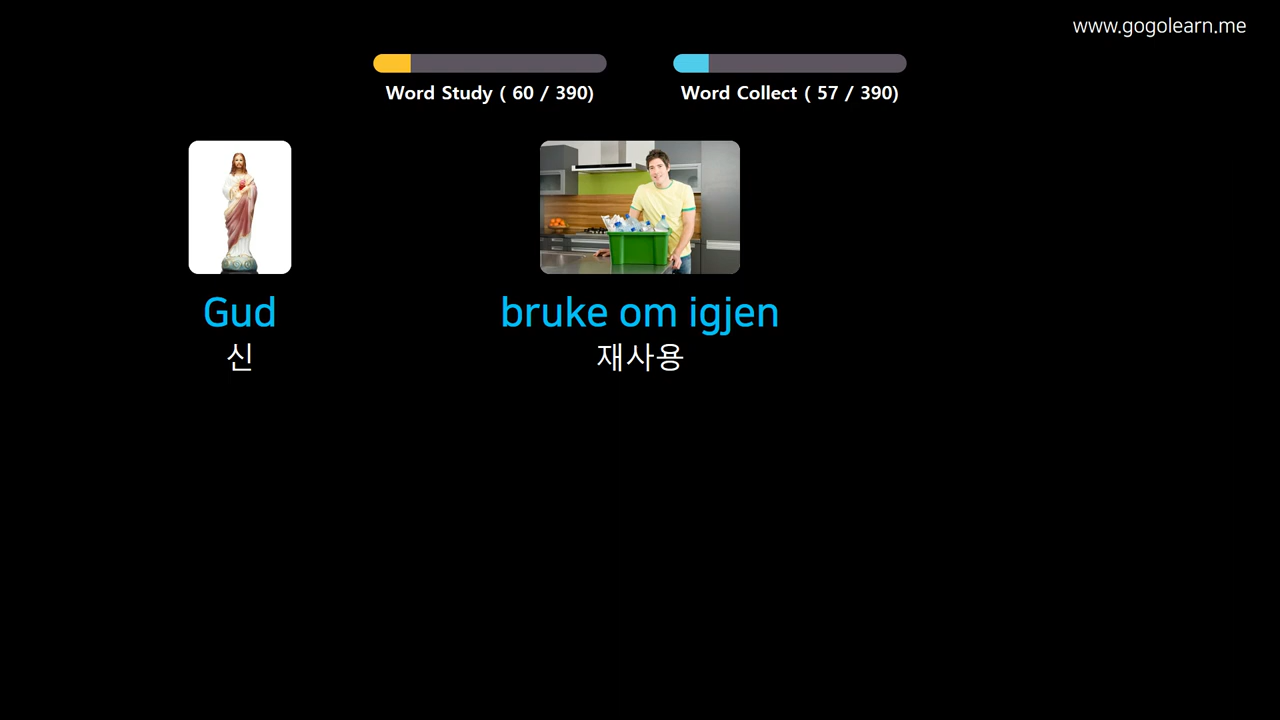 www.gogolearn.me
Word Study ( 60 / 390)
Word Collect ( 57 / 390)
Gud
신
bruke om igjen
재사용